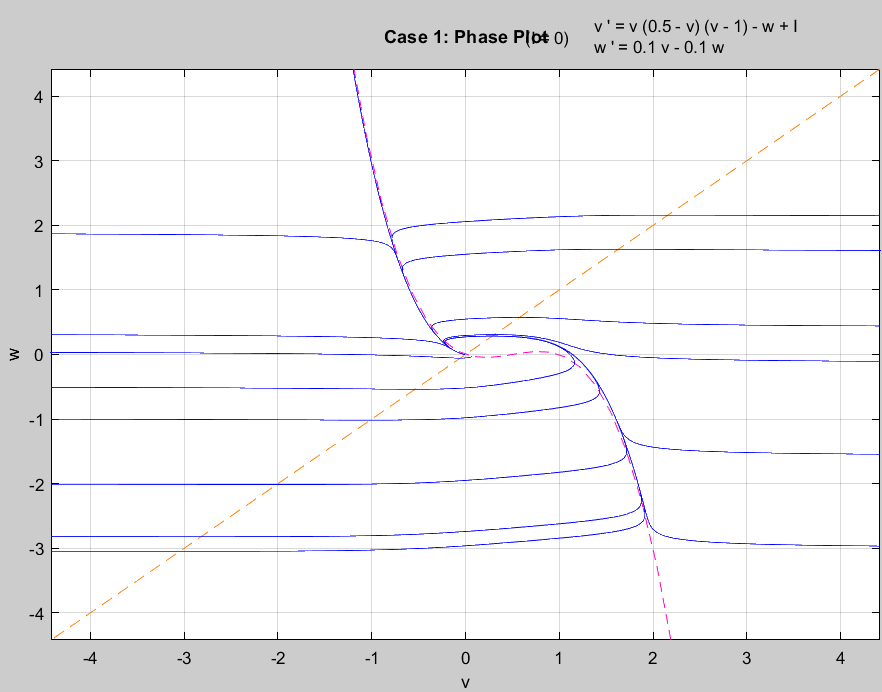 Case 1: Phase Plot
(I = 0)
v ' = v (0.5 - v) (v - 1) - w + I
w ' = 0.1 v - 0.1 w
4
3
2
1
0
-1
-2
-3
-4
w
-4 -3 -2 -1 0 1 2 3 4
v